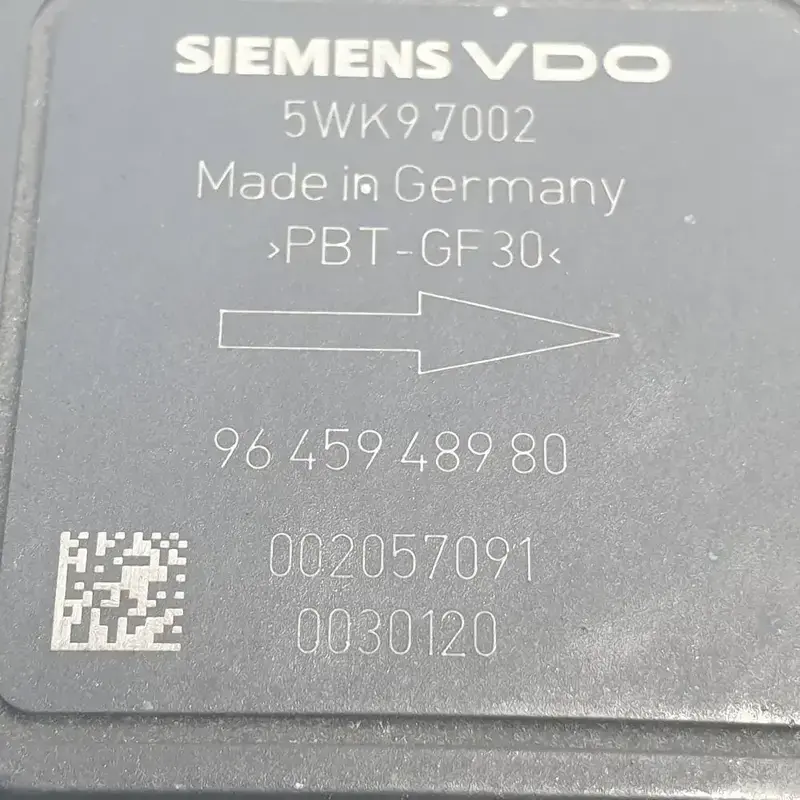 SIEMENS VDO
5WK9 7002
Made in Germany
>PBT-GF30<
96 459 489 80
002057091
0030120